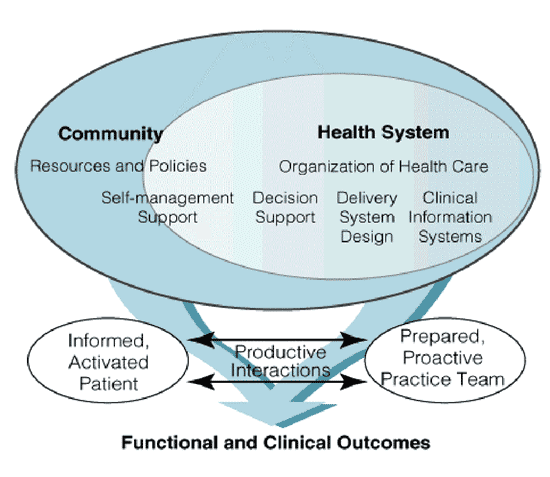 Community
Health System
Resources and Policies
Organization of Health Care
Self-management
Support
Decision
Support
Delivery
System
Design
Clinical
Information
Systems
Informed,
Activated
Patient
Productive
Interactions
Prepared,
Proactive
Practice Team
Functional and Clinical Outcomes